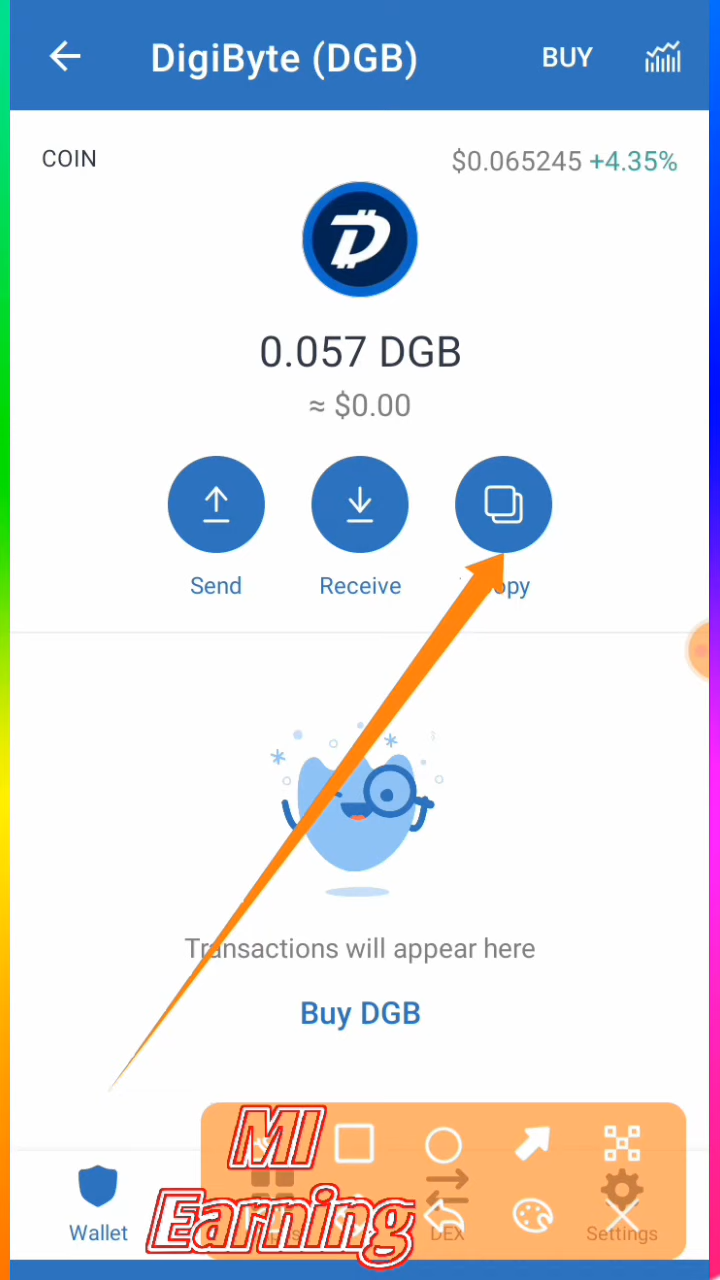 DigiByte (DGB) BUY
COIN $0.065245 +4.35%
0.057 DGB
≈ $0.00
Send Receive Copy
Transactions will appear here
Buy DGB
MI
Earning
Wallet DEX Settings